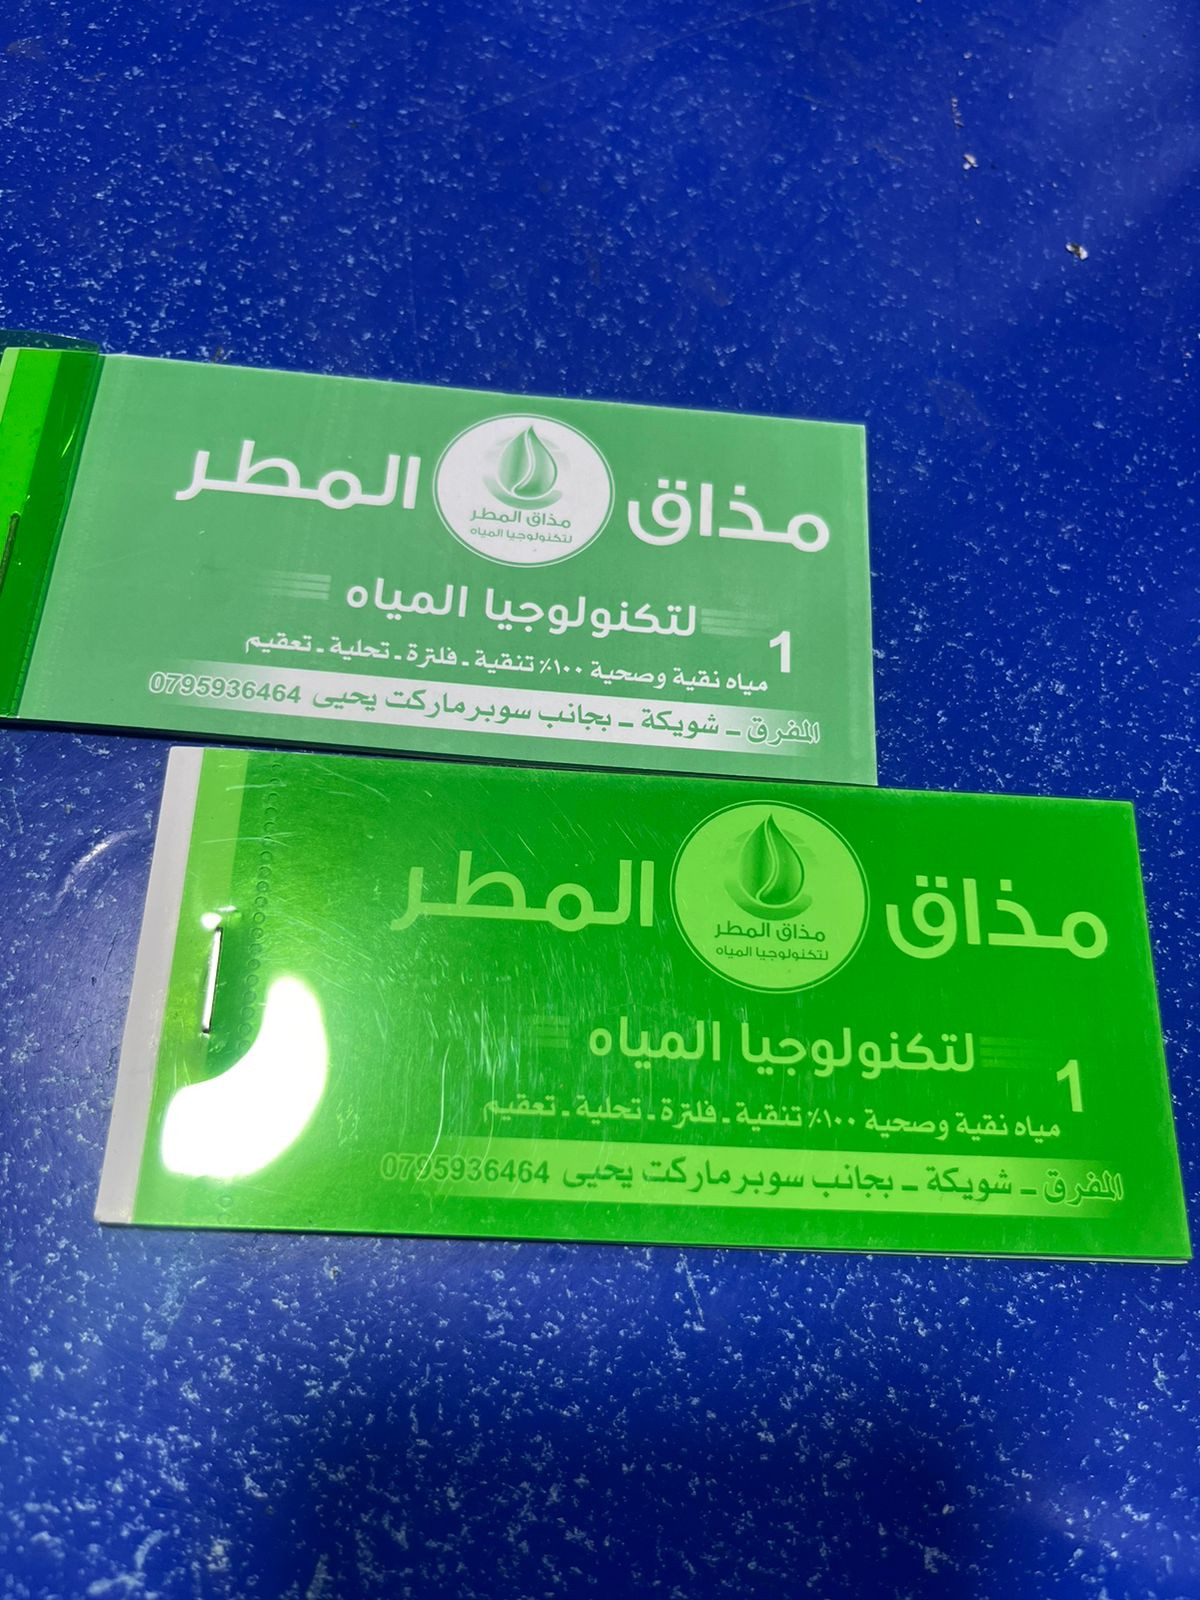 مذاق المطر
مذاق المطر
لتكنولوجيا المياه
لتكنولوجيا المياه
1
مياه نقية وصحية ١٠٠٪ تنقية - فلترة - تحلية - تعقيم
المفرق - شويكة - بجانب سوبر ماركت يحيى 0795936464
مذاق المطر
مذاق المطر
لتكنولوجيا المياه
لتكنولوجيا المياه
1
مياه نقية وصحية ١٠٠٪ تنقية - فلترة - تحلية - تعقيم
المفرق - شويكة - بجانب سوبر ماركت يحيى 0795936464